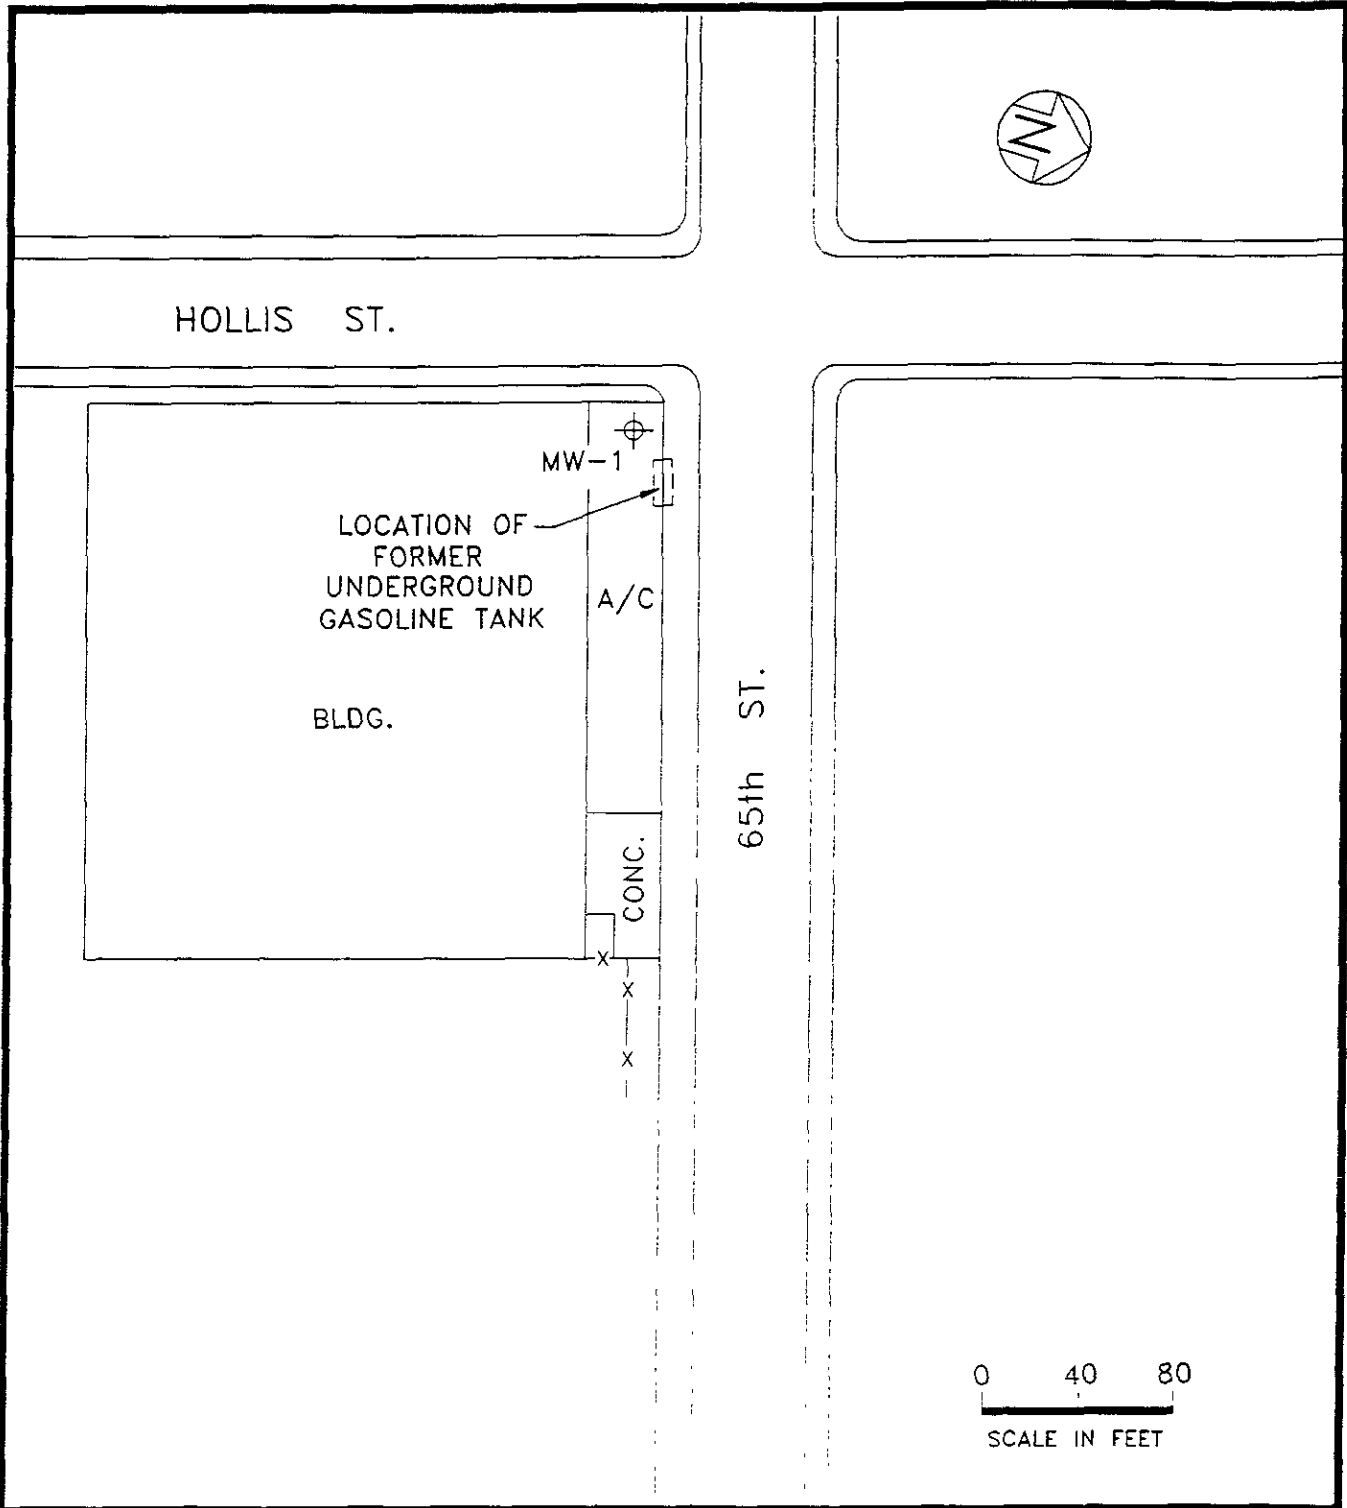 N
HOLLIS ST.
MW-1
LOCATION OF
FORMER
UNDERGROUND
GASOLINE TANK
A/C
BLDG.
65th ST.
CONC.
X
X
X
0 40 80
SCALE IN FEET